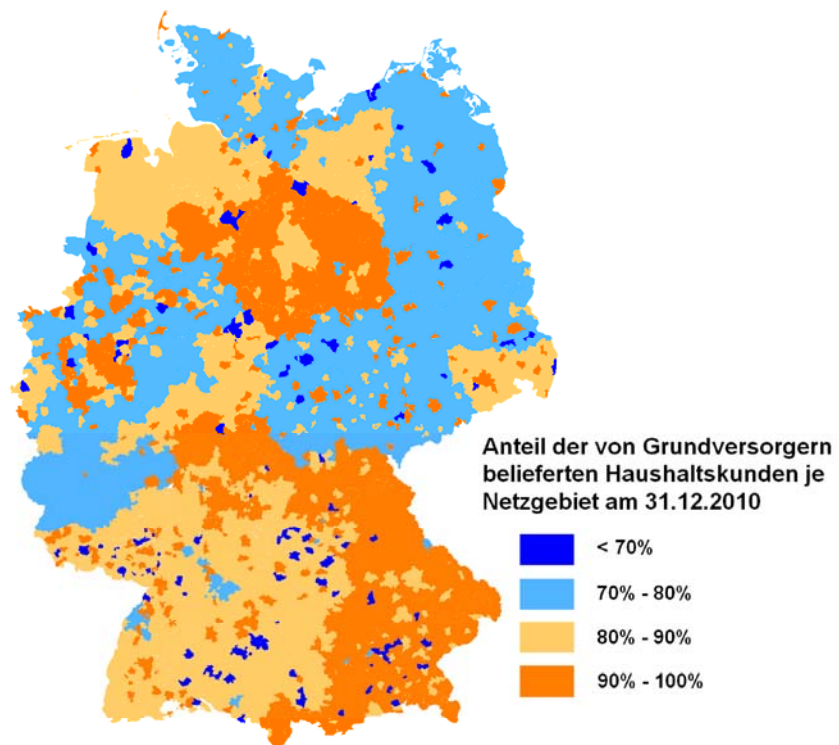 Anteil der von Grundversorgern
belieferten Haushaltskunden je
Netzgebiet am 31.12.2010
< 70%
70% - 80%
80% - 90%
90% - 100%